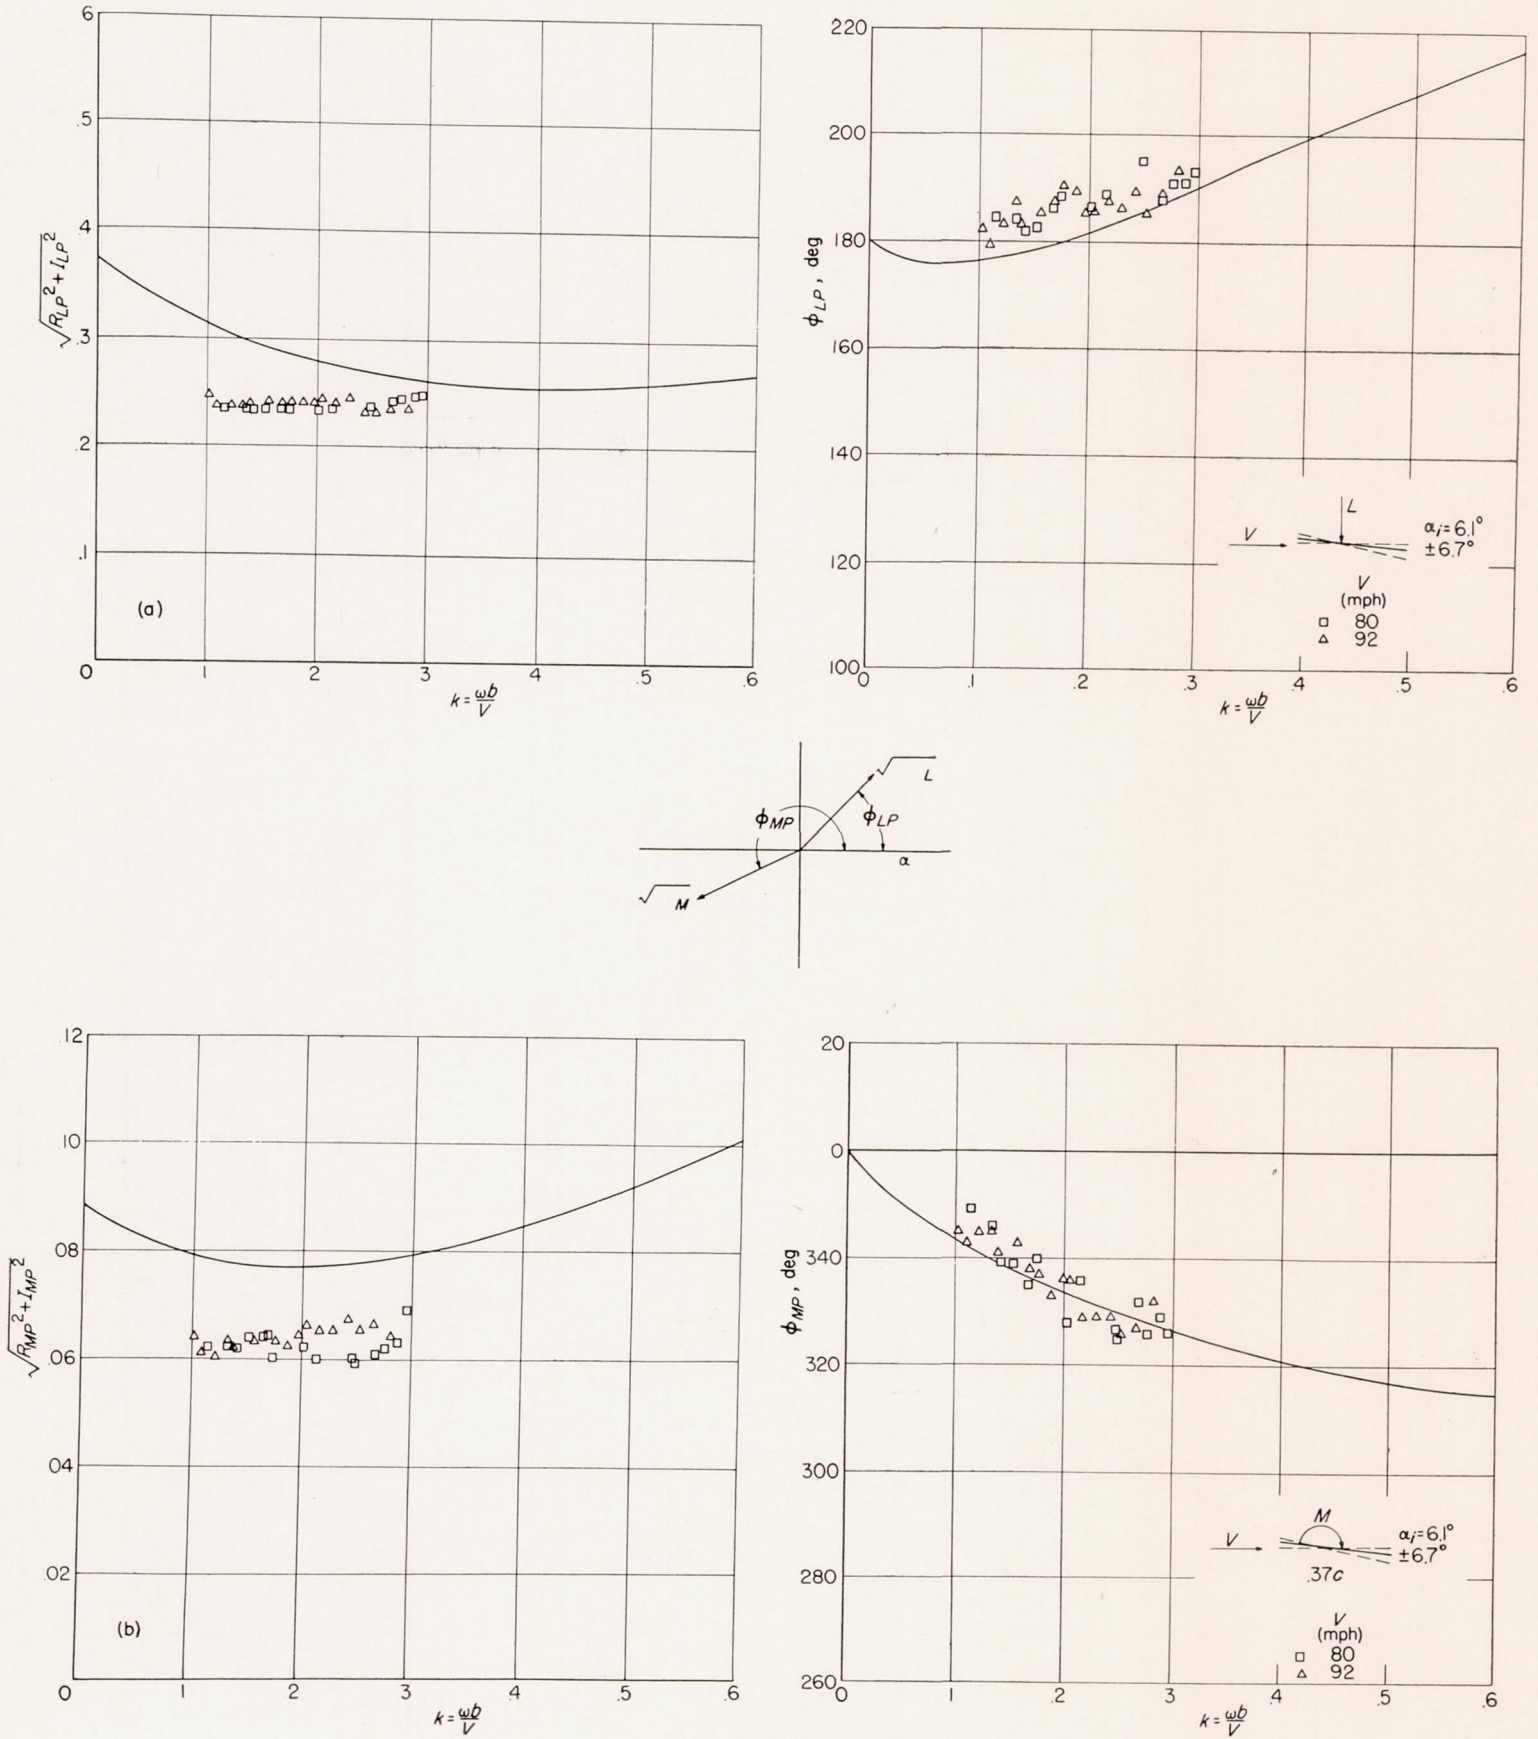 .6
.5
.4
.3
.2
.1
0
.1
.2
.3
.4
.5
.6
√R_LP²+I_LP²
k = ωb/V
(a)
220
200
180
160
140
120
100
0
.1
.2
.3
.4
.5
.6
ϕ_LP, deg
k = ωb/V
L
V
α_i=6.1°
±6.7°
V
(mph)
□ 80
△ 92
√ L
ϕ_MP
ϕ_LP
α
√ M
.12
.10
.08
.06
.04
.02
0
.1
.2
.3
.4
.5
.6
√R_MP²+I_MP²
k = ωb/V
(b)
20
0
340
320
300
280
260
0
.1
.2
.3
.4
.5
.6
ϕ_MP, deg
k = ωb/V
M
V
α_i=6.1°
±6.7°
.37c
V
(mph)
□ 80
△ 92